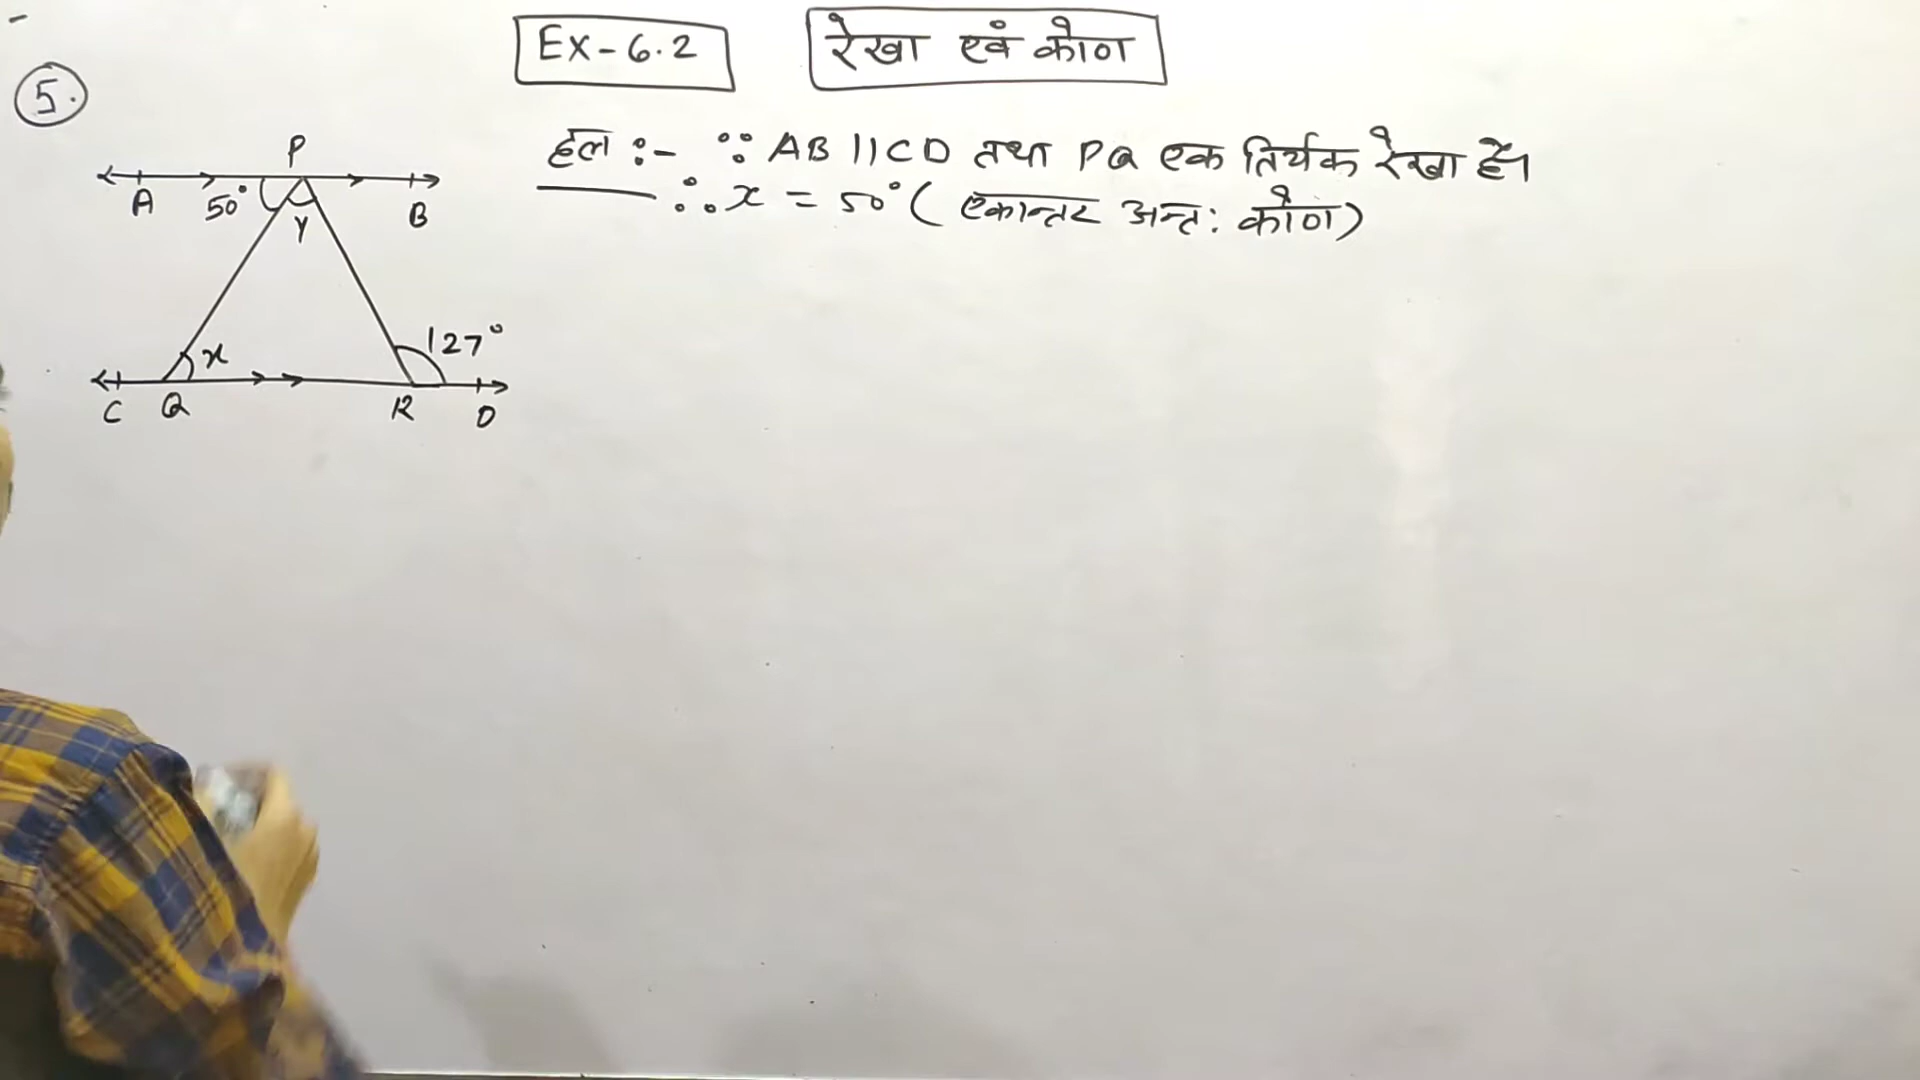 Ex-6.2
रेखा एवं कोण
5.
P
A
50°
Y
B
x
127°
C
Q
R
D
हल :- ∵ AB || CD तथा PQ एक तिर्यक रेखा है।
∴ x = 50° ( एकान्तर अन्त: कोण )